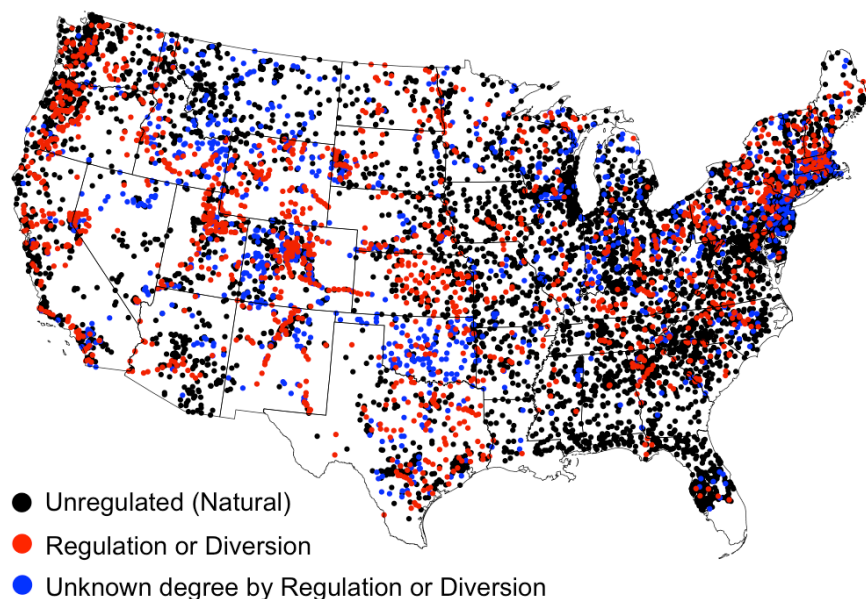 Unregulated (Natural)
Regulation or Diversion
Unknown degree by Regulation or Diversion